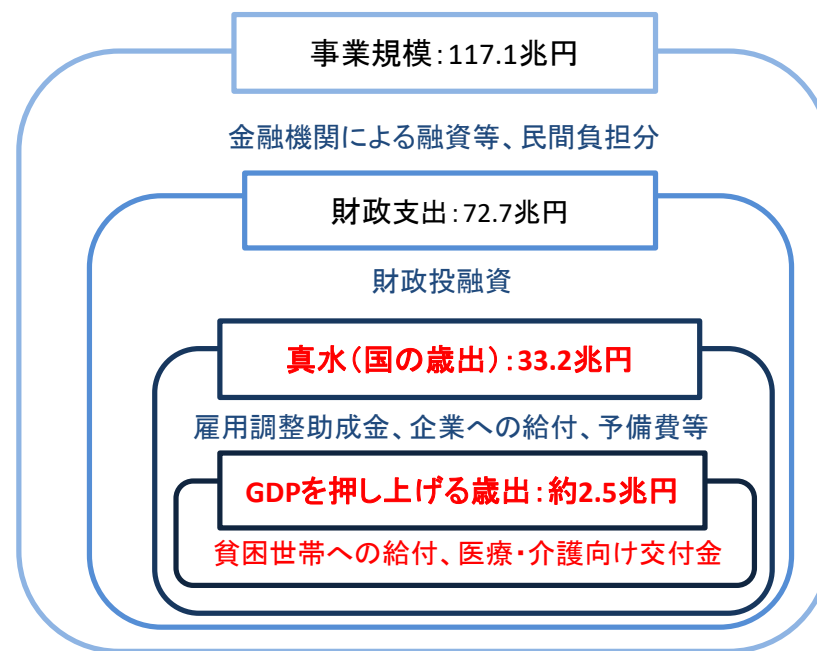 事業規模：117.1兆円
金融機関による融資等、民間負担分
財政支出：72.7兆円
財政投融資
真水（国の歳出）：33.2兆円
雇用調整助成金、企業への給付、予備費等
GDPを押し上げる歳出：約2.5兆円
貧困世帯への給付、医療・介護向け交付金